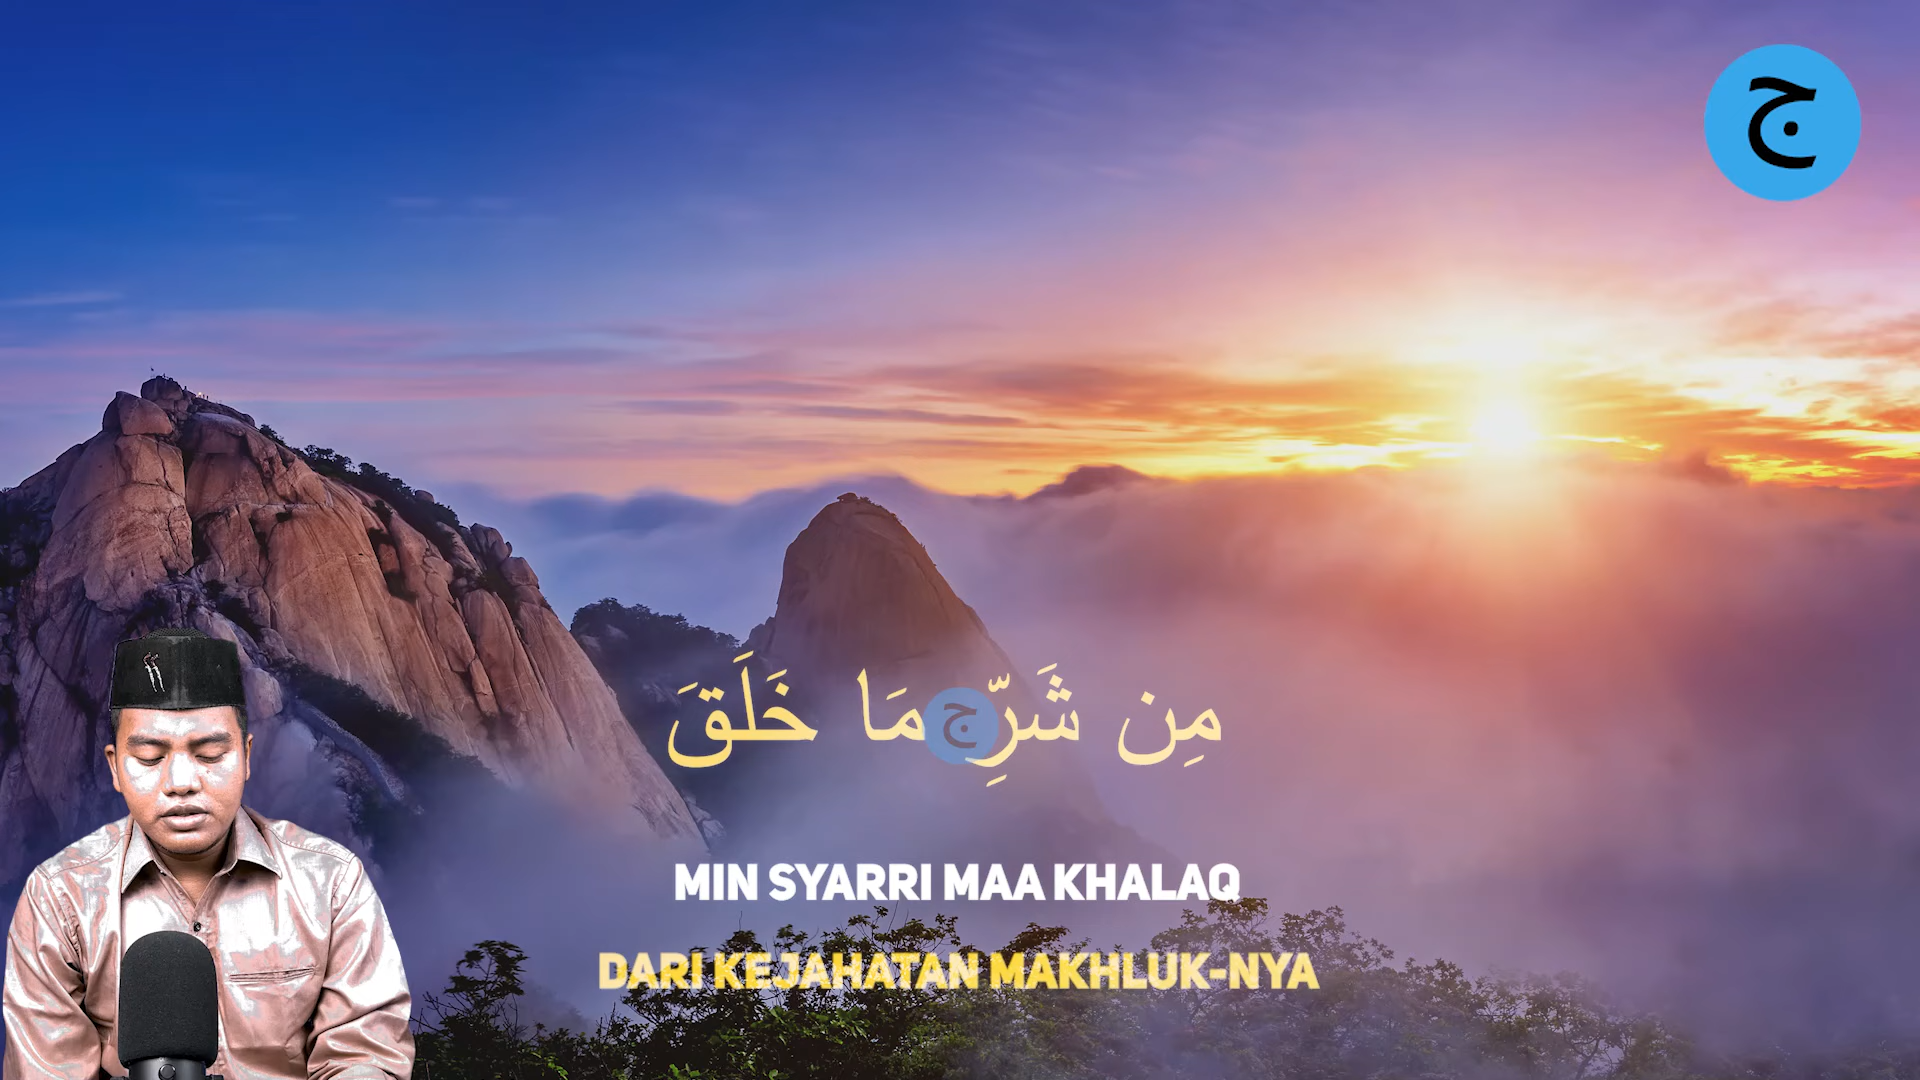 ج
مِن شَرِّ مَا خَلَقَ
ج
MIN SYARRI MAA KHALAQ
DARI KEJAHATAN MAKHLUK-NYA